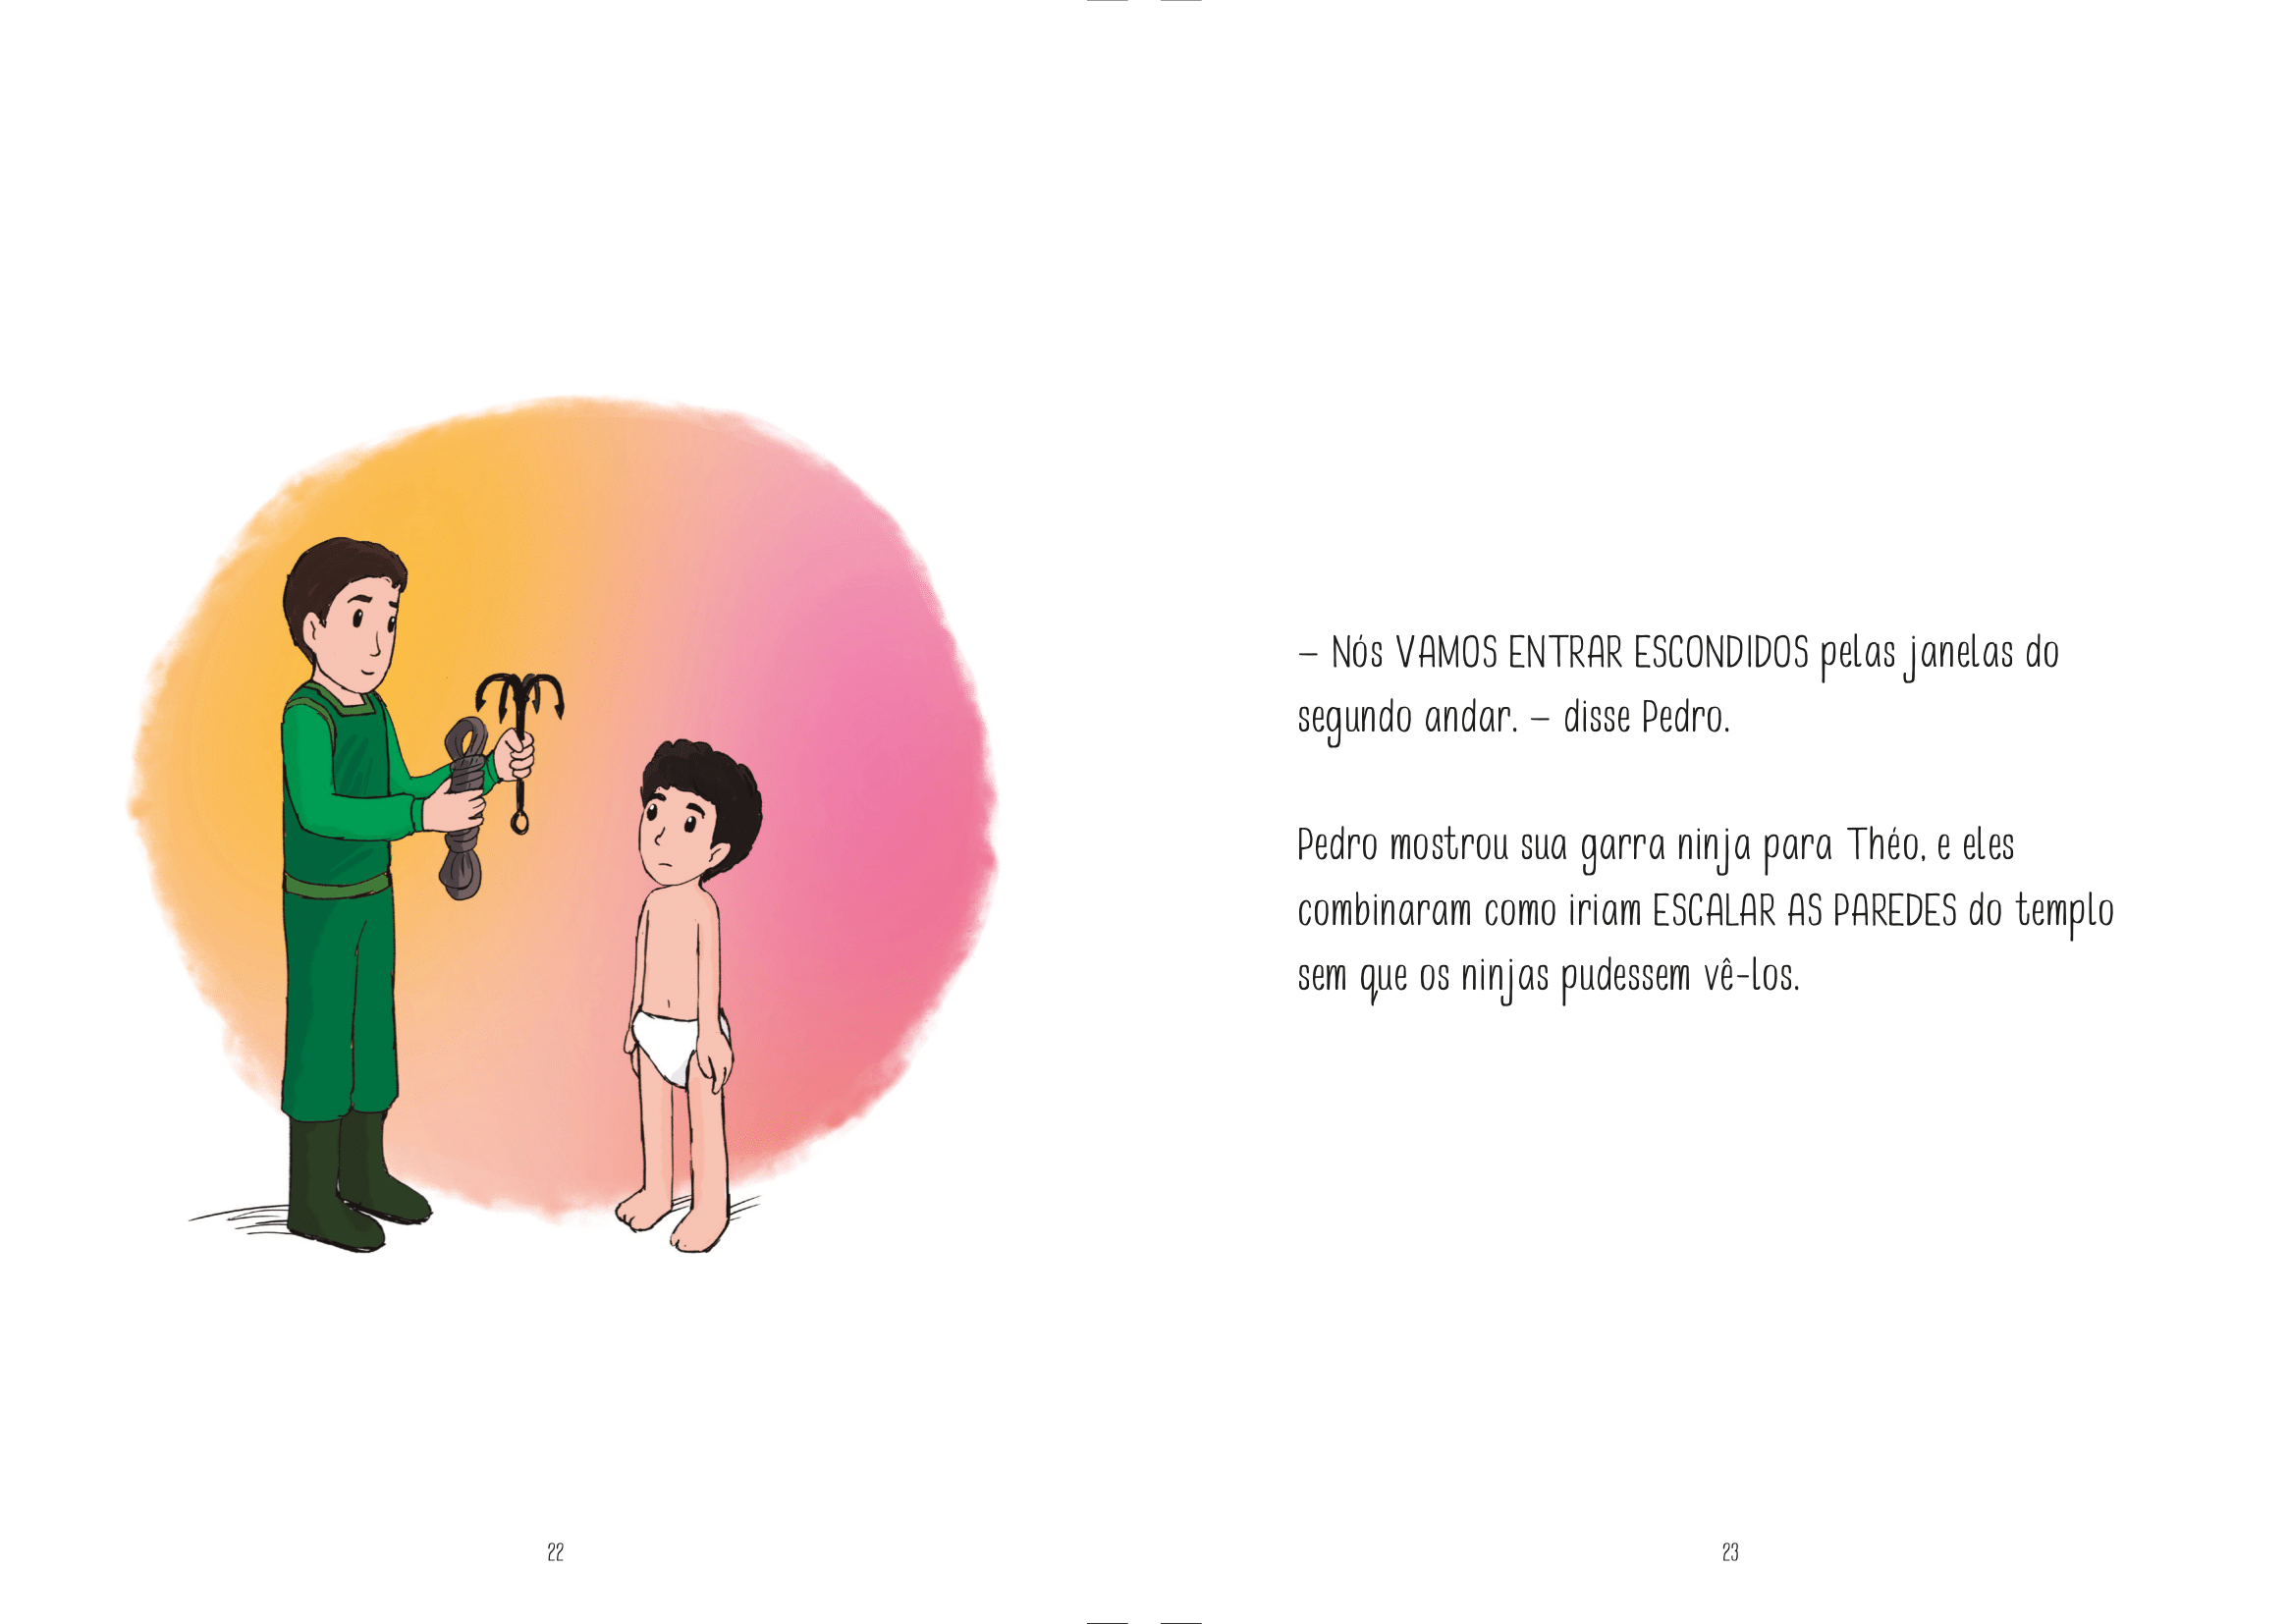 – Nós VAMOS ENTRAR ESCONDIDOS pelas janelas do
segundo andar. – disse Pedro.
Pedro mostrou sua garra ninja para Théo, e eles
combinaram como iriam ESCALAR AS PAREDES do templo
sem que os ninjas pudessem vê-los.
22
23